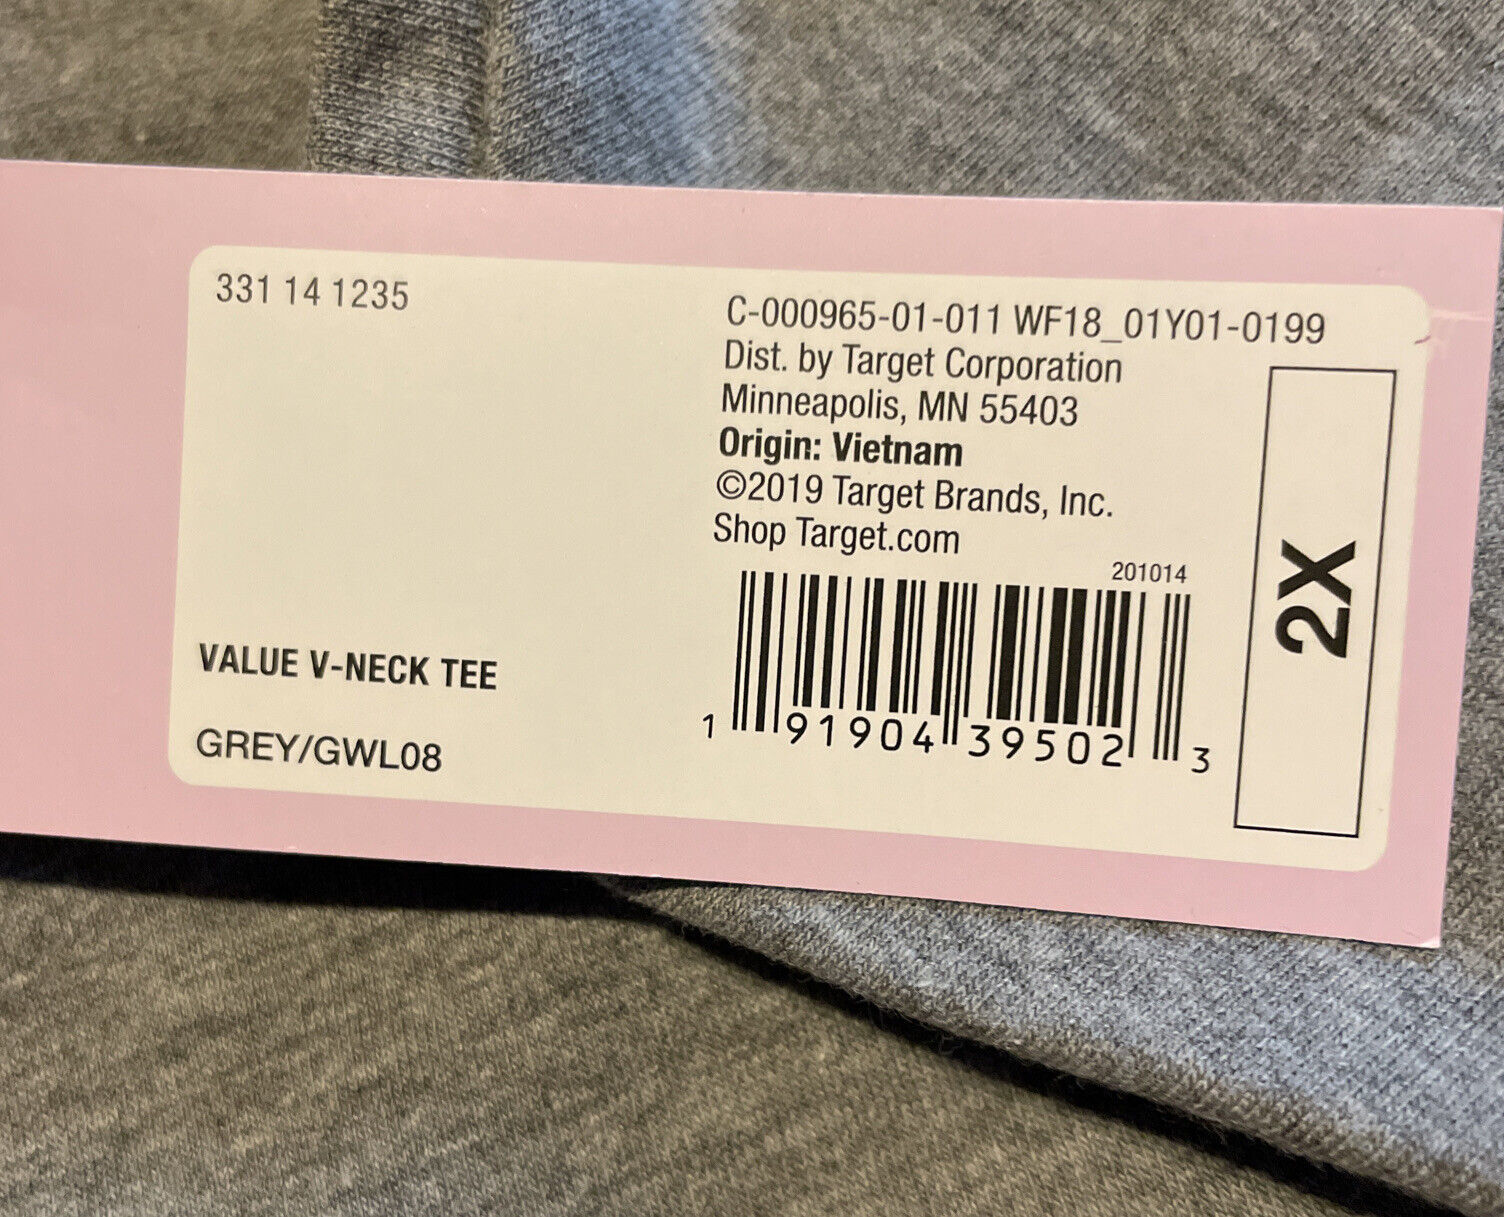 331 14 1235
C-000965-01-011 WF18_01Y01-0199
Dist. by Target Corporation
Minneapolis, MN 55403
Origin: Vietnam
©2019 Target Brands, Inc.
Shop Target.com
201014
1 91904 39502 3
2X
VALUE V-NECK TEE
GREY/GWL08